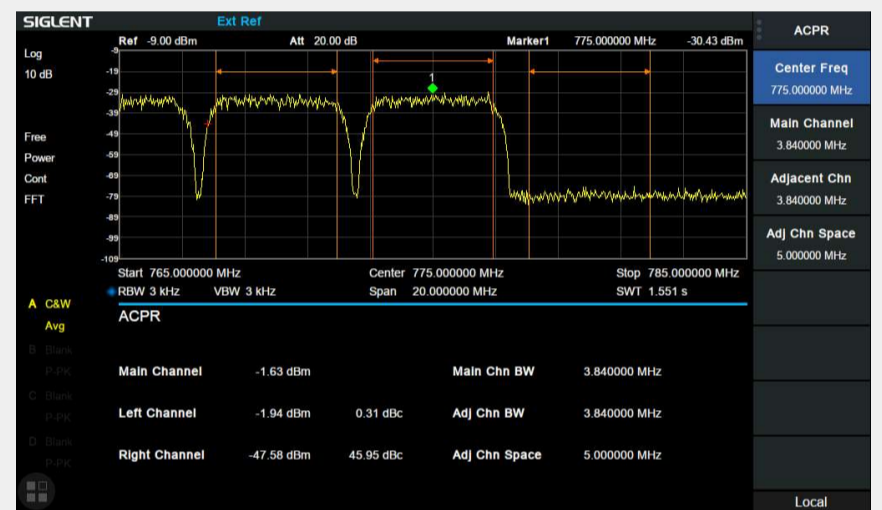 SIGLENT Ext Ref
Ref -9.00 dBm Att 20.00 dB Marker1 775.000000 MHz -30.43 dBm
Log
10 dB
Free
Power
Cont
FFT
-9
-19
-29
-39
-49
-59
-69
-79
-89
-99
-109
1
Start 765.000000 MHz Center 775.000000 MHz Stop 785.000000 MHz
RBW 3 kHz VBW 3 kHz Span 20.000000 MHz SWT 1.551 s
A C&W
Avg
B Blank
P-PK
C Blank
P-PK
D Blank
P-PK
ACPR
Main Channel -1.63 dBm Main Chn BW 3.840000 MHz
Left Channel -1.94 dBm 0.31 dBc Adj Chn BW 3.840000 MHz
Right Channel -47.58 dBm 45.95 dBc Adj Chn Space 5.000000 MHz
ACPR
Center Freq
775.000000 MHz
Main Channel
3.840000 MHz
Adjacent Chn
3.840000 MHz
Adj Chn Space
5.000000 MHz
Local